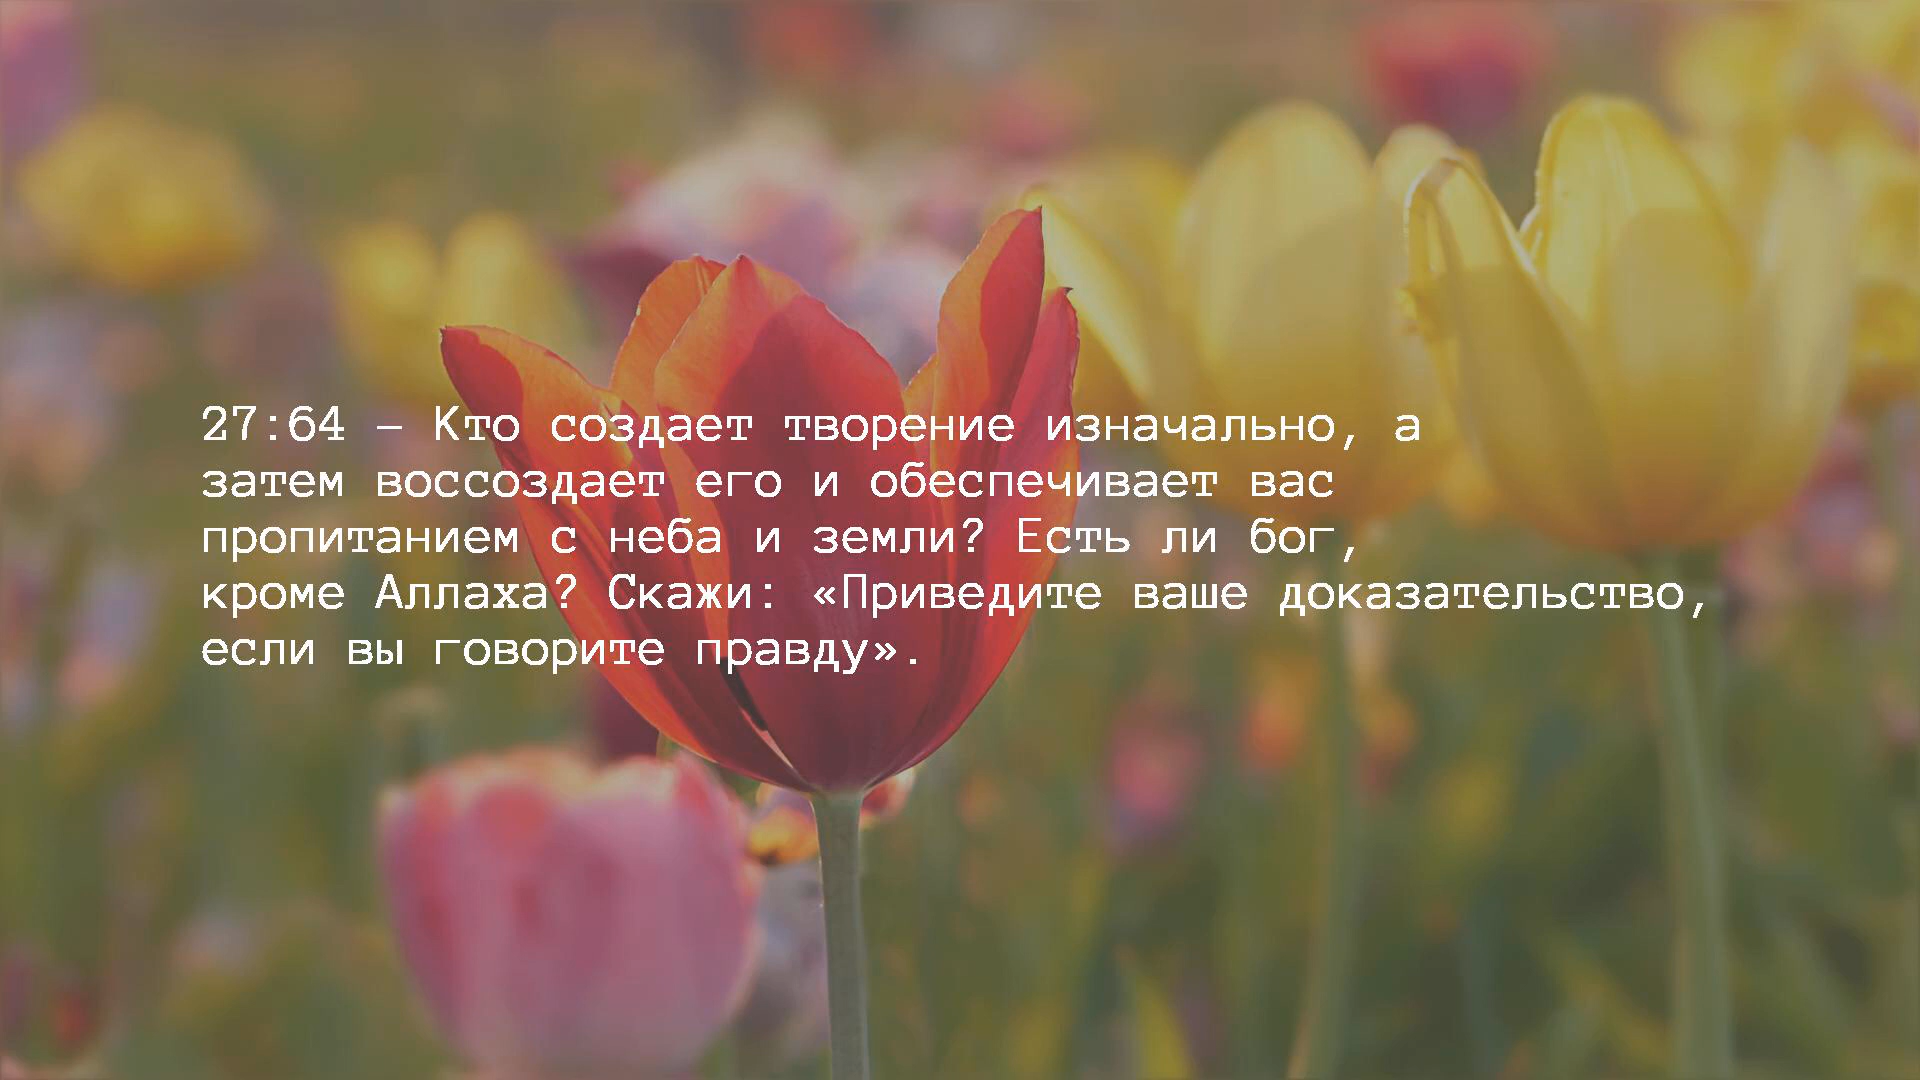 27:64 – Кто создает творение изначально, а
затем воссоздает его и обеспечивает вас
пропитанием с неба и земли? Есть ли бог,
кроме Аллаха? Скажи: «Приведите ваше доказательство,
если вы говорите правду».